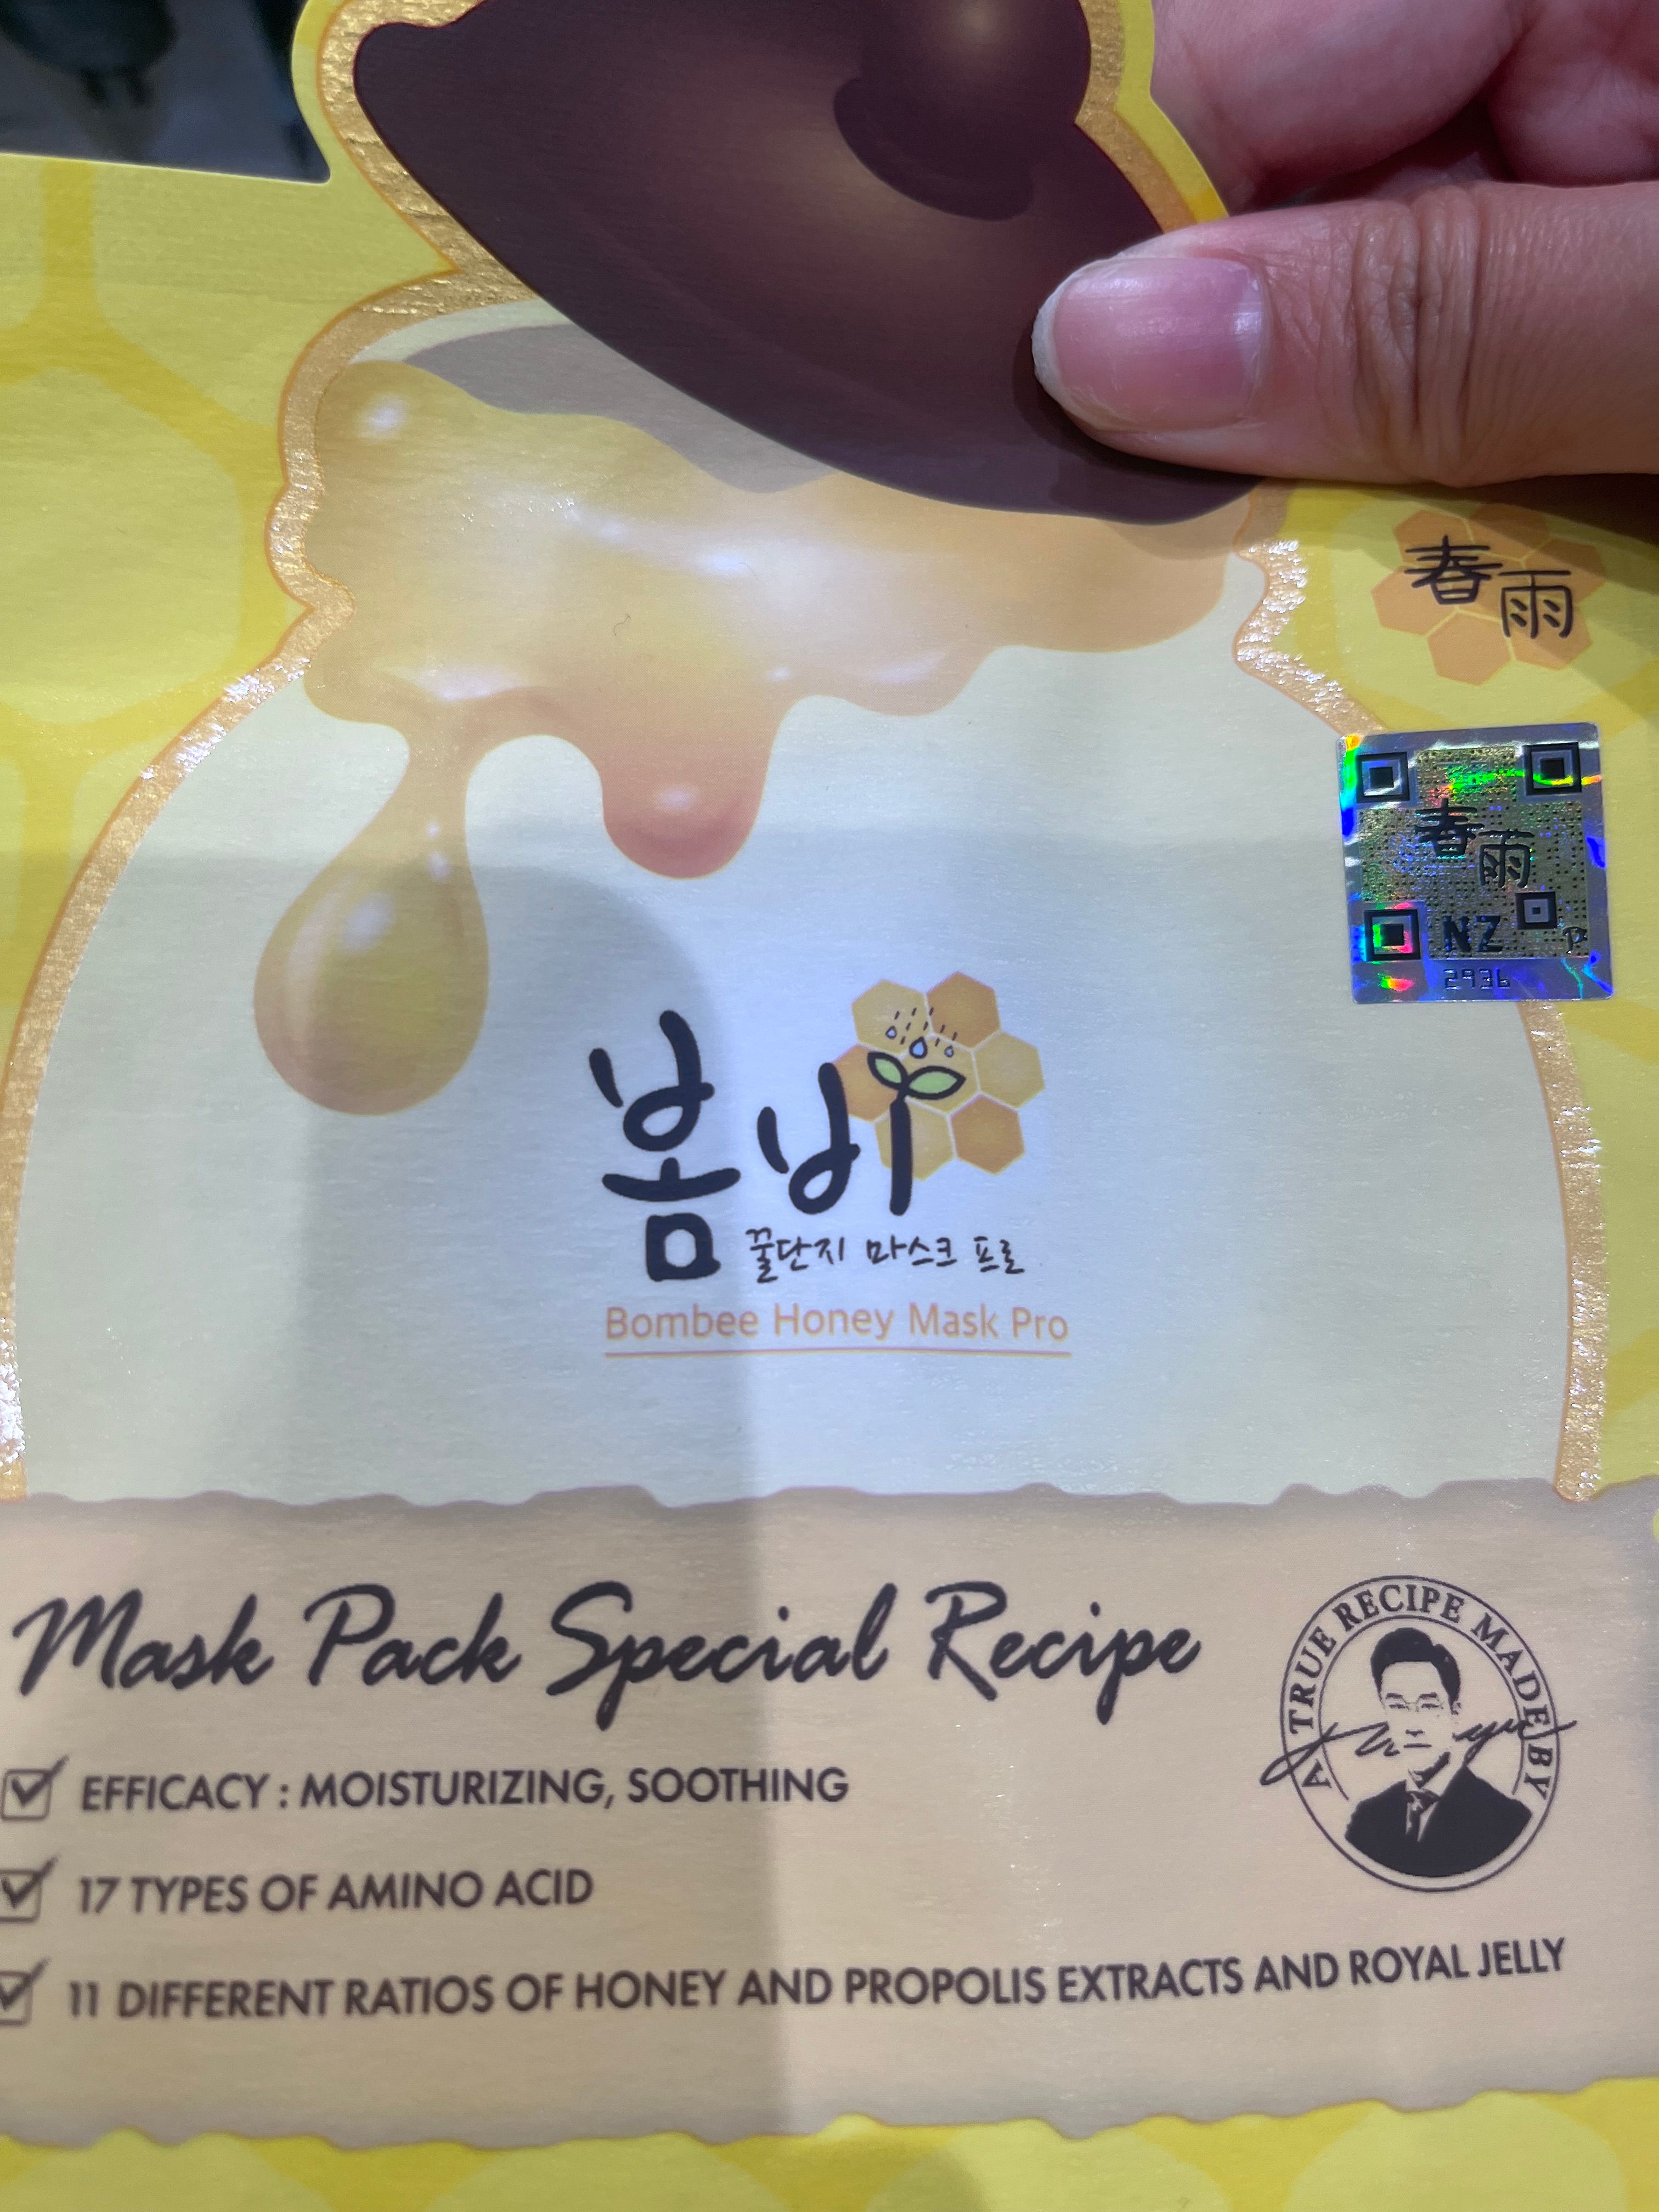 春雨
春雨
NZ
2936
봄비
꿀단지 마스크 프로
Bombee Honey Mask Pro
Mask Pack Special Recipe
A TRUE RECIPE MADE BY
EFFICACY : MOISTURIZING, SOOTHING
17 TYPES OF AMINO ACID
11 DIFFERENT RATIOS OF HONEY AND PROPOLIS EXTRACTS AND ROYAL JELLY